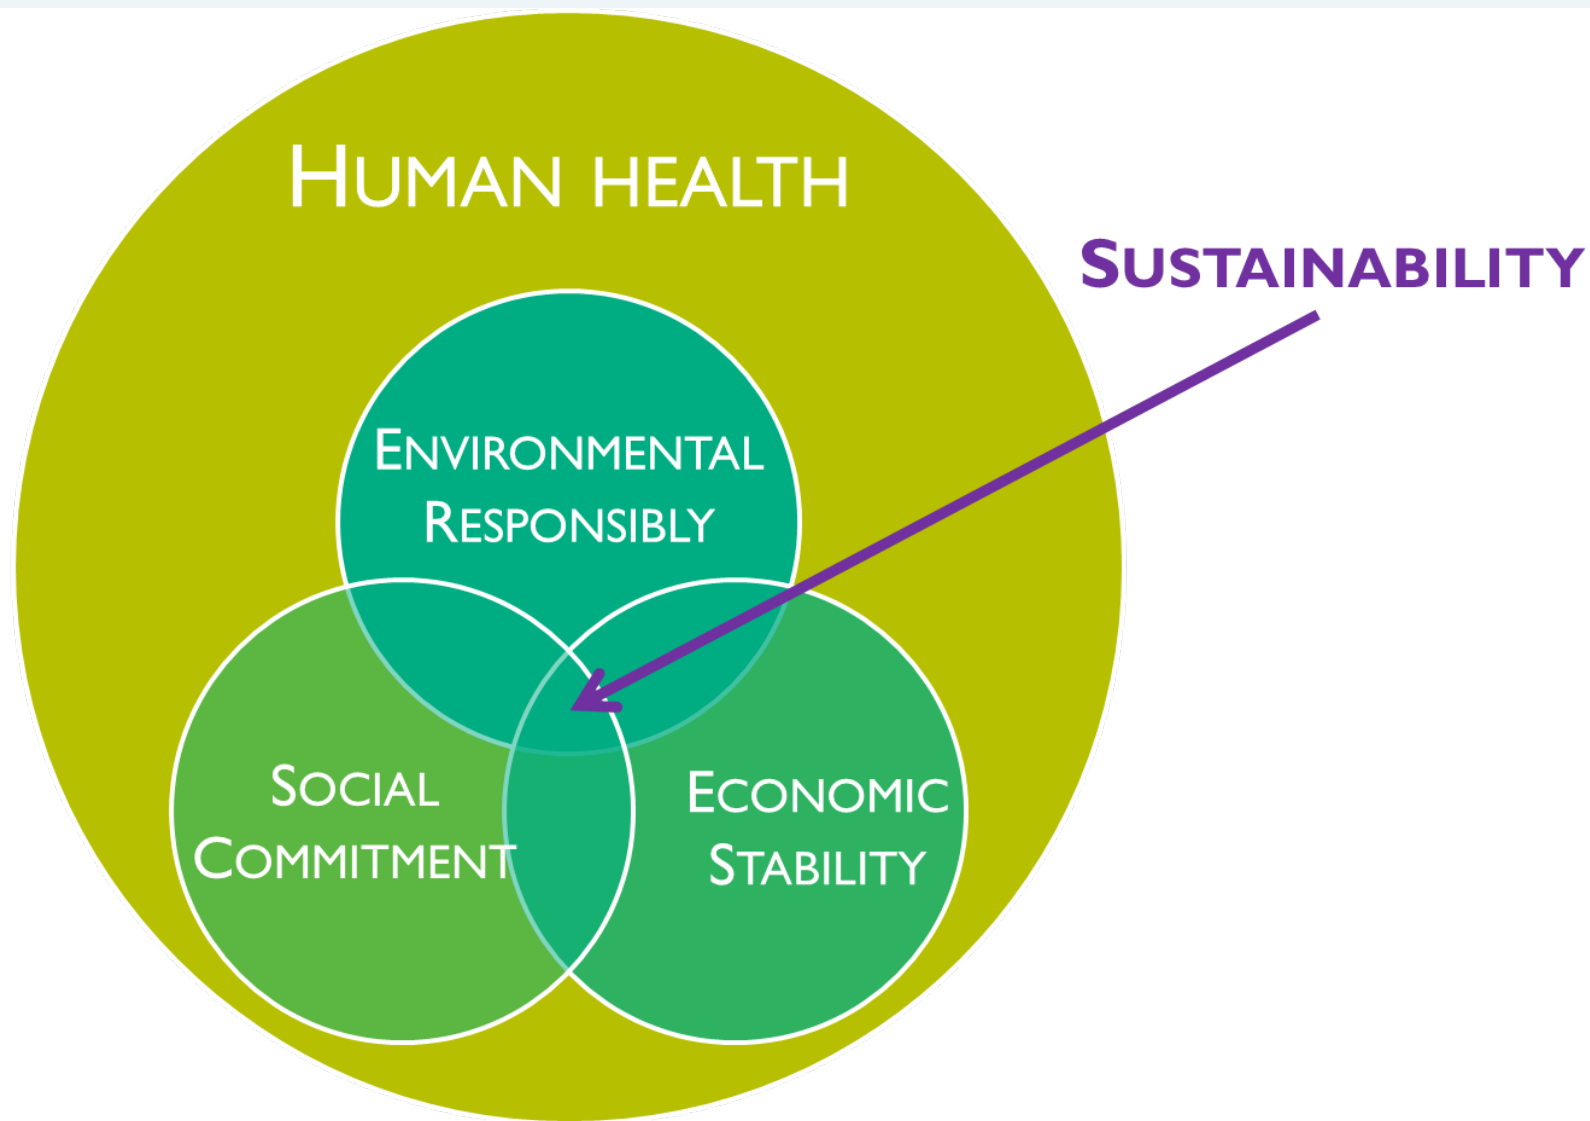 HUMAN HEALTH
SUSTAINABILITY
ENVIRONMENTAL
RESPONSIBLY
SOCIAL
COMMITMENT
ECONOMIC
STABILITY